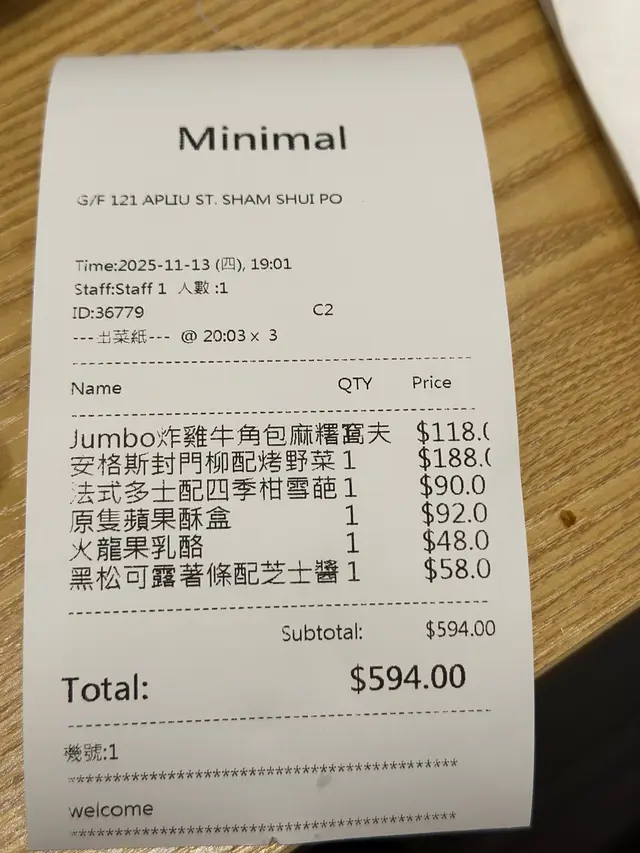 Minimal
G/F 121 APLIU ST. SHAM SHUI PO
Time:2025-11-13 (四), 19:01
Staff:Staff 1 人數 :1
ID:36779 C2
---出菜紙--- @ 20:03 x 3
Name QTY Price
Jumbo炸雞牛角包麻糬窩夫 $118.0
安格斯封門柳配烤野菜 1 $188.0
法式多士配四季柑雪葩 1 $90.0
原隻蘋果酥盒 1 $92.0
火龍果乳酪 1 $48.0
黑松可露著條配芝士醬 1 $58.0
Subtotal: $594.00
Total: $594.00
機號:1
******************************************
welcome
******************************************